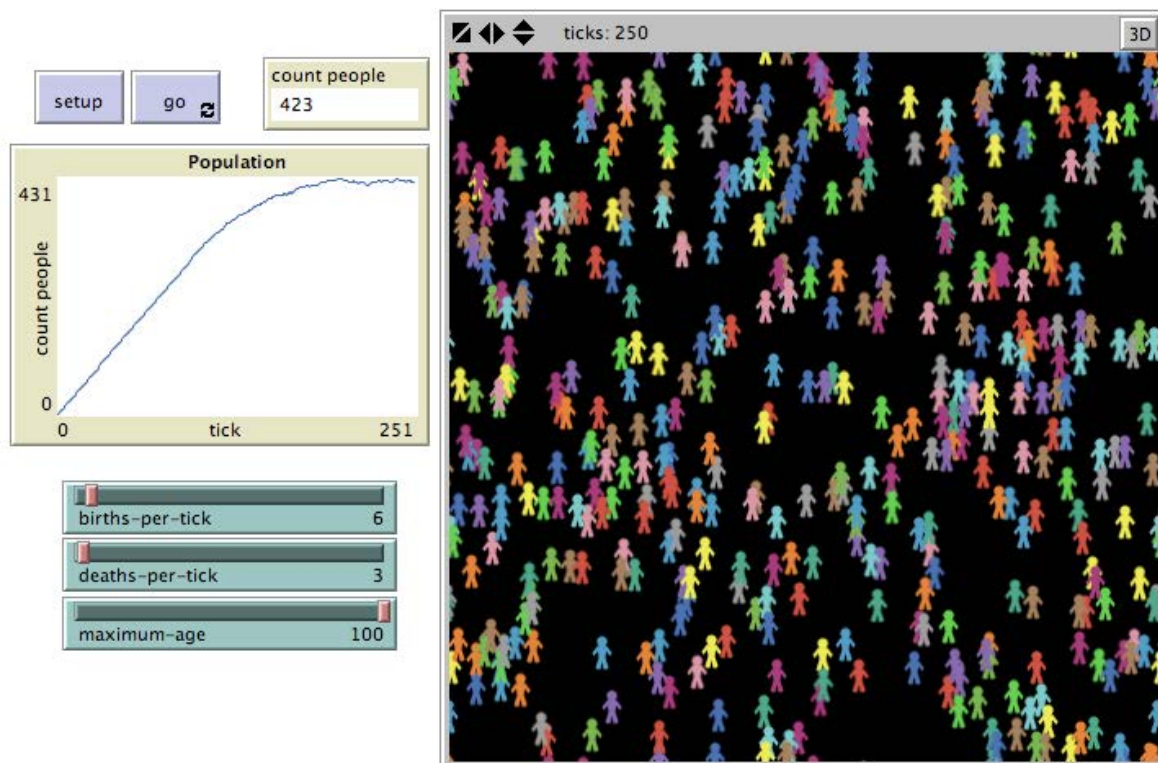 ticks: 250
3D
setup
go
count people
423
Population
431
count people
0
0
tick
251
births-per-tick 6
deaths-per-tick 3
maximum-age 100